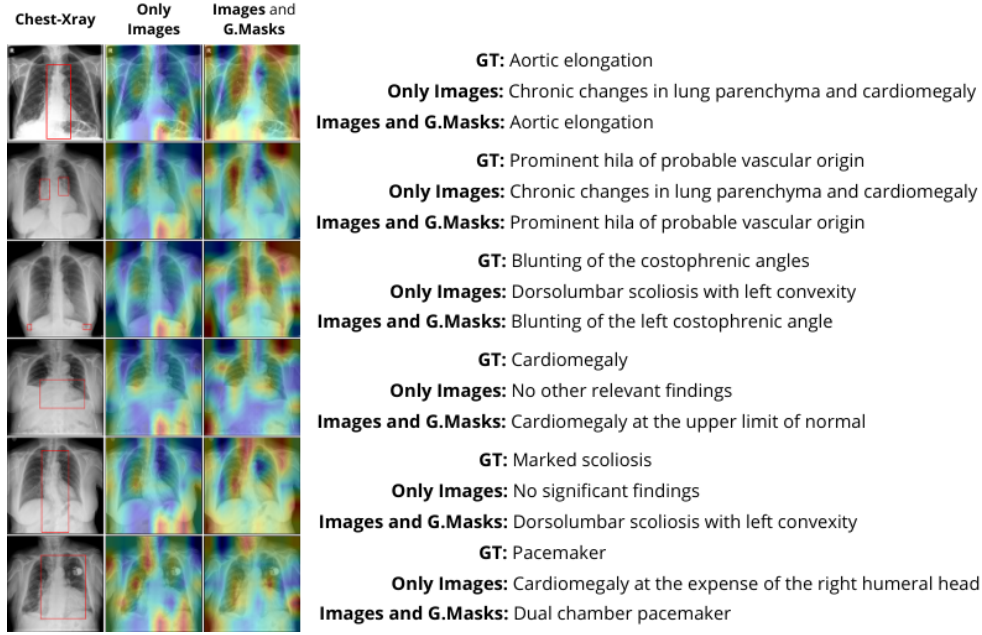 Chest-Xray
Only
Images
Images and
G.Masks
GT: Aortic elongation
Only Images: Chronic changes in lung parenchyma and cardiomegaly
Images and G.Masks: Aortic elongation
GT: Prominent hila of probable vascular origin
Only Images: Chronic changes in lung parenchyma and cardiomegaly
Images and G.Masks: Prominent hila of probable vascular origin
GT: Blunting of the costophrenic angles
Only Images: Dorsolumbar scoliosis with left convexity
Images and G.Masks: Blunting of the left costophrenic angle
GT: Cardiomegaly
Only Images: No other relevant findings
Images and G.Masks: Cardiomegaly at the upper limit of normal
GT: Marked scoliosis
Only Images: No significant findings
Images and G.Masks: Dorsolumbar scoliosis with left convexity
GT: Pacemaker
Only Images: Cardiomegaly at the expense of the right humeral head
Images and G.Masks: Dual chamber pacemaker